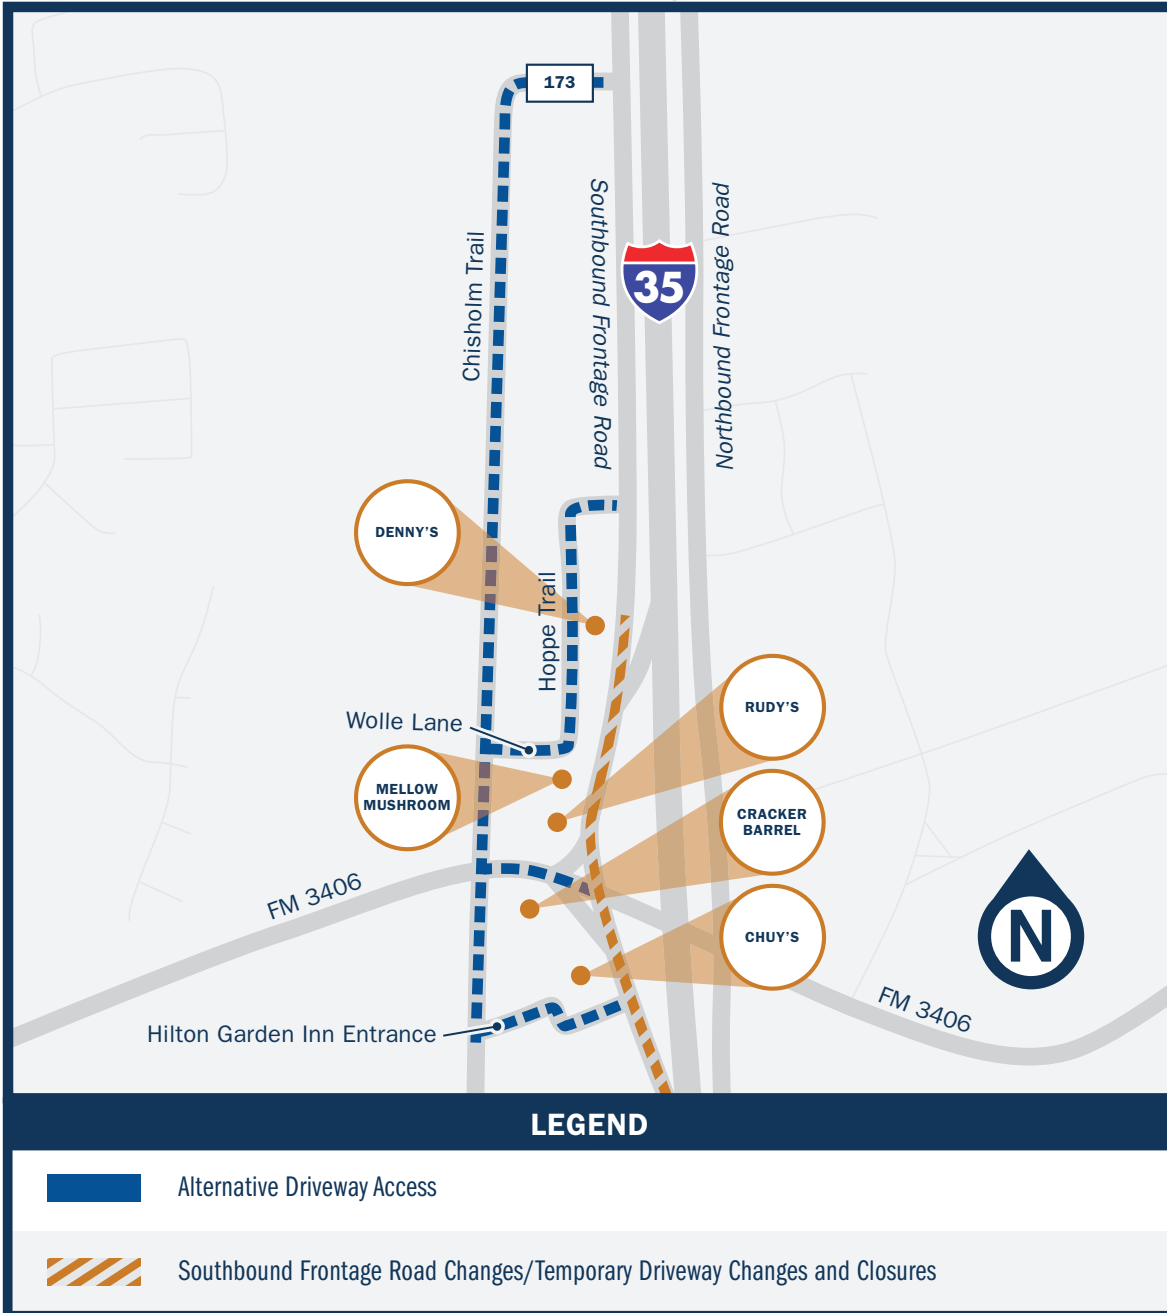 173
Chisholm Trail
Southbound Frontage Road
Northbound Frontage Road
35
DENNY'S
Hoppe Trail
RUDY'S
Wolle Lane
MELLOW
MUSHROOM
CRACKER
BARREL
FM 3406
CHUY'S
N
FM 3406
Hilton Garden Inn Entrance
LEGEND
Alternative Driveway Access
Southbound Frontage Road Changes/Temporary Driveway Changes and Closures